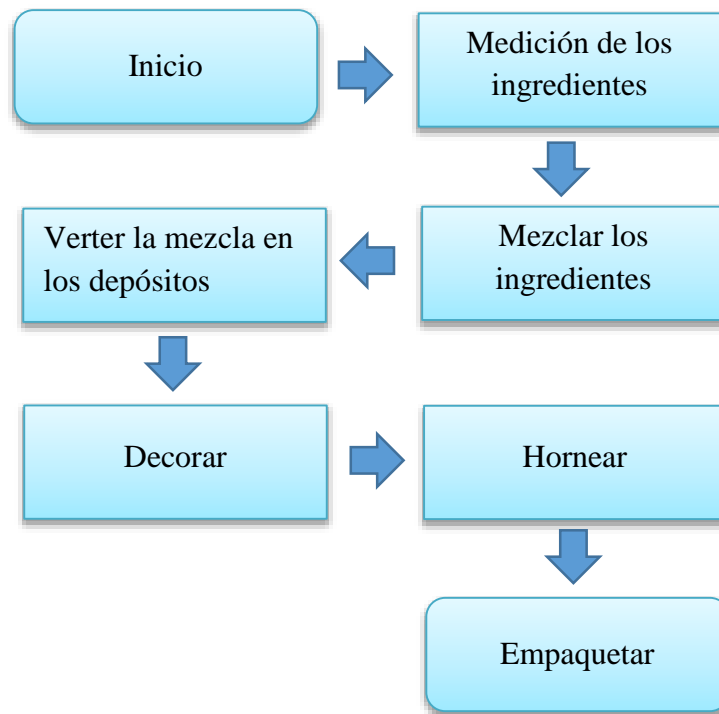 Inicio
Medición de los
ingredientes
Mezclar los
ingredientes
Verter la mezcla en
los depósitos
Decorar
Hornear
Empaquetar